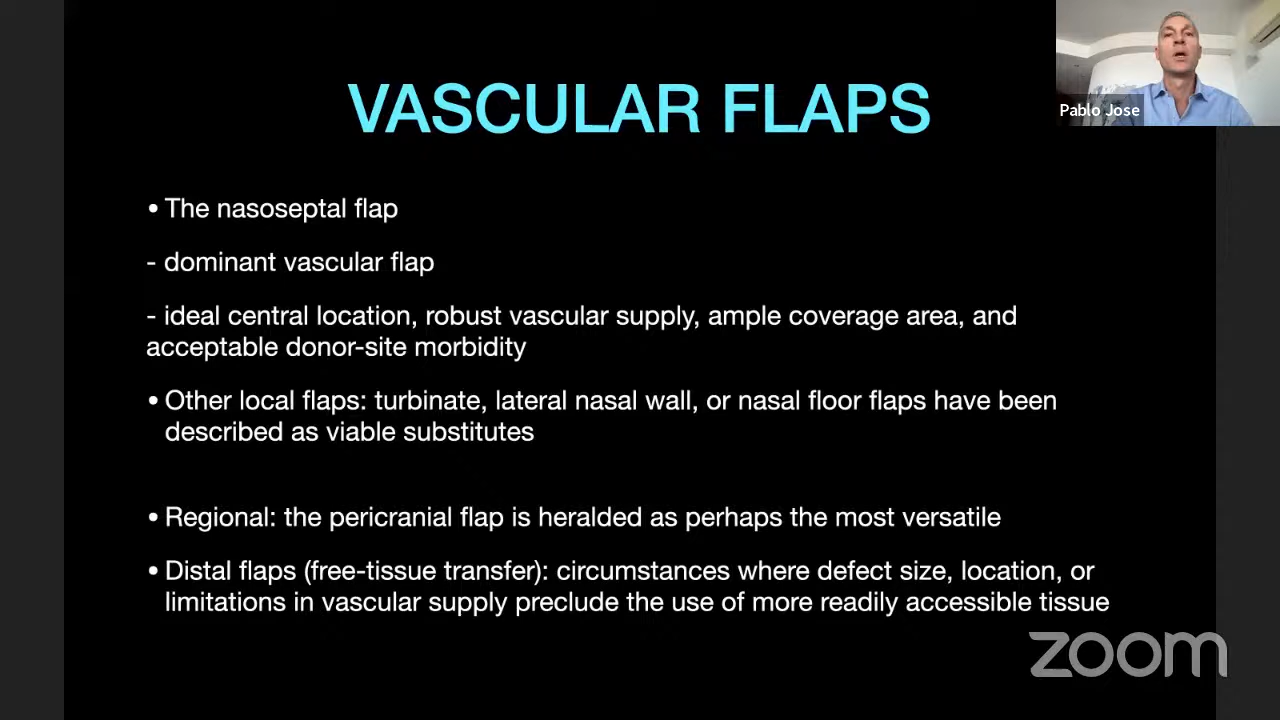 VASCULAR FLAPS
Pablo Jose
• The nasoseptal flap
- dominant vascular flap
- ideal central location, robust vascular supply, ample coverage area, and
acceptable donor-site morbidity
• Other local flaps: turbinate, lateral nasal wall, or nasal floor flaps have been
described as viable substitutes
• Regional: the pericranial flap is heralded as perhaps the most versatile
• Distal flaps (free-tissue transfer): circumstances where defect size, location, or
limitations in vascular supply preclude the use of more readily accessible tissue
zoom